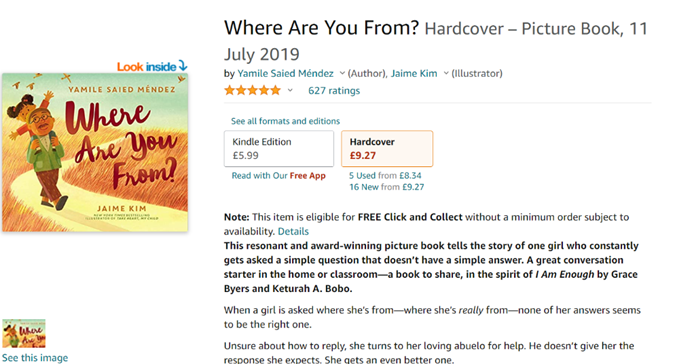 Where Are You From? Hardcover – Picture Book, 11
July 2019
by Yamile Saied Méndez (Author), Jaime Kim (Illustrator)
627 ratings
Look inside
YAMILE SAIED MÉNDEZ
Where
Are You
From?
JAIME KIM
See all formats and editions
Kindle Edition
£5.99
Hardcover
£9.27
Read with Our Free App
5 Used from £8.34
16 New from £9.27
Note: This item is eligible for FREE Click and Collect without a minimum order subject to
availability. Details
This resonant and award-winning picture book tells the story of one girl who constantly
gets asked a simple question that doesn't have a simple answer. A great conversation
starter in the home or classroom—a book to share, in the spirit of I Am Enough by Grace
Byers and Keturah A. Bobo.
When a girl is asked where she's from—where she's really from—none of her answers seems
to be the right one.
Unsure about how to reply, she turns to her loving abuelo for help. He doesn't give her the
response she expects. She gets an even better one.
Where
Are You
From?
See this image